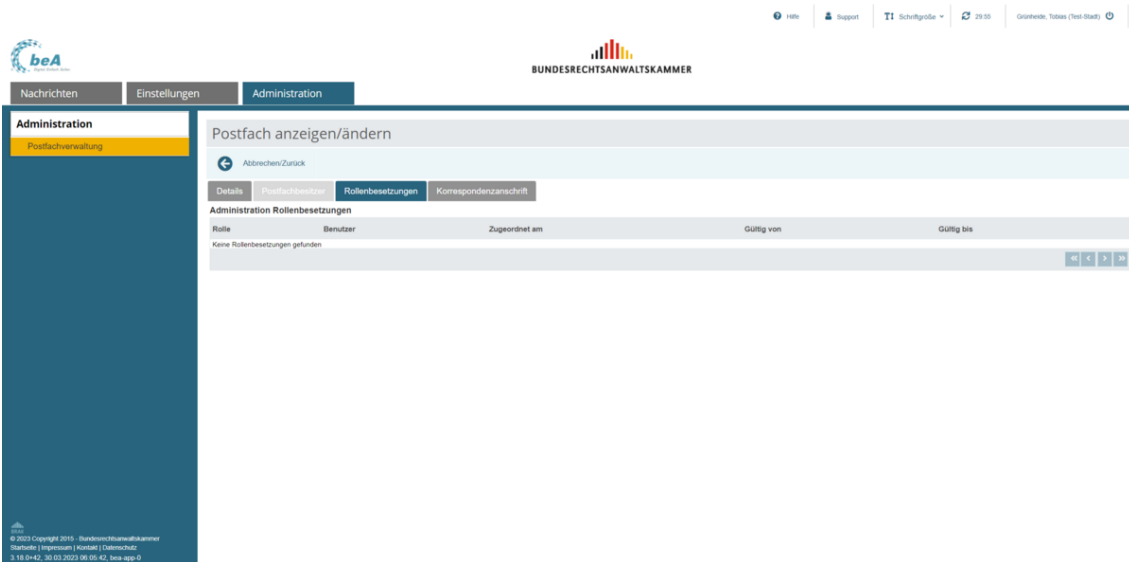 Hilfe
Support
Schriftgröße
29:55
Grünheide, Tobias (Test-Stadt)
beA
BUNDESRECHTSANWALTSKAMMER
Nachrichten
Einstellungen
Administration
Administration
Postfachverwaltung
Postfach anzeigen/ändern
Abbrechen/Zurück
Details
Postfachbesitzer
Rollenbesetzungen
Korrespondenzanschrift
Administration Rollenbesetzungen
Rolle Benutzer Zugeordnet am Gültig von Gültig bis
Keine Rollenbesetzungen gefunden
BRAK
© 2023 Copyright 2015 - Bundesrechtsanwaltskammer
Startseite | Impressum | Kontakt | Datenschutz
3.18.0+42, 30.03.2023 06:05:42, bea-app-0